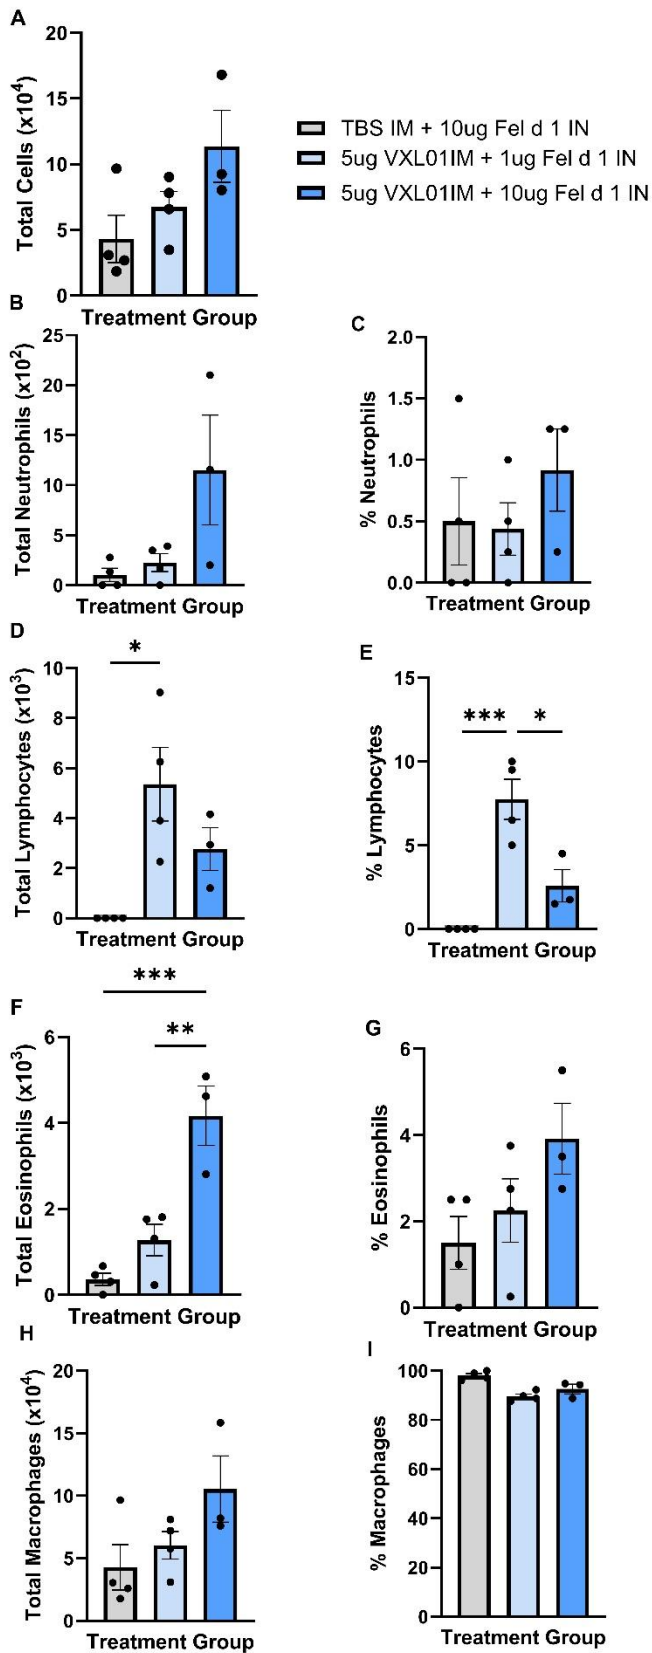 A
Total Cells (x10⁴)
20
15
10
5
0
Treatment Group
TBS IM + 10ug Fel d 1 IN
5ug VXL01IM + 1ug Fel d 1 IN
5ug VXL01IM + 10ug Fel d 1 IN
B
Total Neutrophils (x10²)
25
20
15
10
5
0
Treatment Group
C
% Neutrophils
2.0
1.5
1.0
0.5
0.0
Treatment Group
D
Total Lymphocytes (x10³)
10
8
6
4
2
0
*
Treatment Group
E
% Lymphocytes
15
10
5
0
***
*
Treatment Group
F
Total Eosinophils (x10³)
6
4
2
0
***
**
Treatment Group
G
% Eosinophils
6
4
2
0
Treatment Group
H
Total Macrophages (x10⁴)
20
15
10
5
0
Treatment Group
I
% Macrophages
100
80
60
40
20
0
Treatment Group